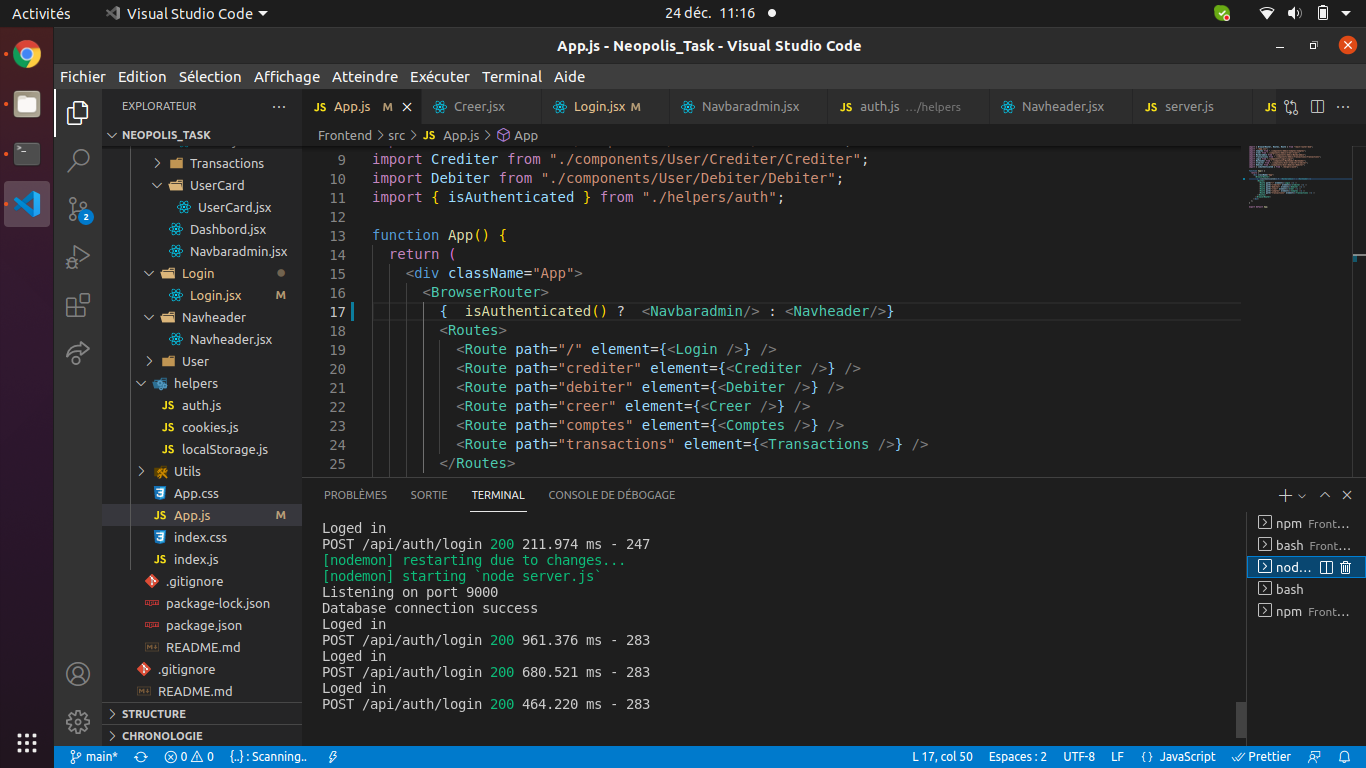 Activités
Visual Studio Code
24 déc. 11:16
App.js - Neopolis_Task - Visual Studio Code
Fichier Edition Sélection Affichage Atteindre Exécuter Terminal Aide
EXPLORATEUR
NEOPOLIS_TASK
Transactions
UserCard
UserCard.jsx
Dashbord.jsx
Navbaradmin.jsx
Login
Login.jsx M
Navheader
Navheader.jsx
User
helpers
JS auth.js
JS cookies.js
JS localStorage.js
Utils
App.css
JS App.js M
index.css
JS index.js
.gitignore
package-lock.json
package.json
README.md
.gitignore
README.md
STRUCTURE
CHRONOLOGIE
2
JS App.js M
Creer.jsx
Login.jsx M
Navbaradmin.jsx
JS auth.js .../helpers
Navheader.jsx
JS server.js
Frontend > src > JS App.js > App
9 import Crediter from "./components/User/Crediter/Crediter";
10 import Debiter from "./components/User/Debiter/Debiter";
11 import { isAuthenticated } from "./helpers/auth";
12
13 function App() {
14 return (
15 <div className="App">
16 <BrowserRouter>
17 {  isAuthenticated() ?  <Navbaradmin/> : <Navheader/>}
18 <Routes>
19 <Route path="/" element={<Login />} />
20 <Route path="crediter" element={<Crediter />} />
21 <Route path="debiter" element={<Debiter />} />
22 <Route path="creer" element={<Creer />} />
23 <Route path="comptes" element={<Comptes />} />
24 <Route path="transactions" element={<Transactions />} />
25 </Routes>
PROBLÈMES SORTIE TERMINAL CONSOLE DE DÉBOGAGE
Loged in
POST /api/auth/login 200 211.974 ms - 247
[nodemon] restarting due to changes...
[nodemon] starting `node server.js`
Listening on port 9000
Database connection success
Loged in
POST /api/auth/login 200 961.376 ms - 283
Loged in
POST /api/auth/login 200 680.521 ms - 283
Loged in
POST /api/auth/login 200 464.220 ms - 283
npm Front...
bash Front...
nod...
bash
npm Front...
main* 0 0 {..} : Scanning.. L 17, col 50 Espaces : 2 UTF-8 LF { } JavaScript Prettier